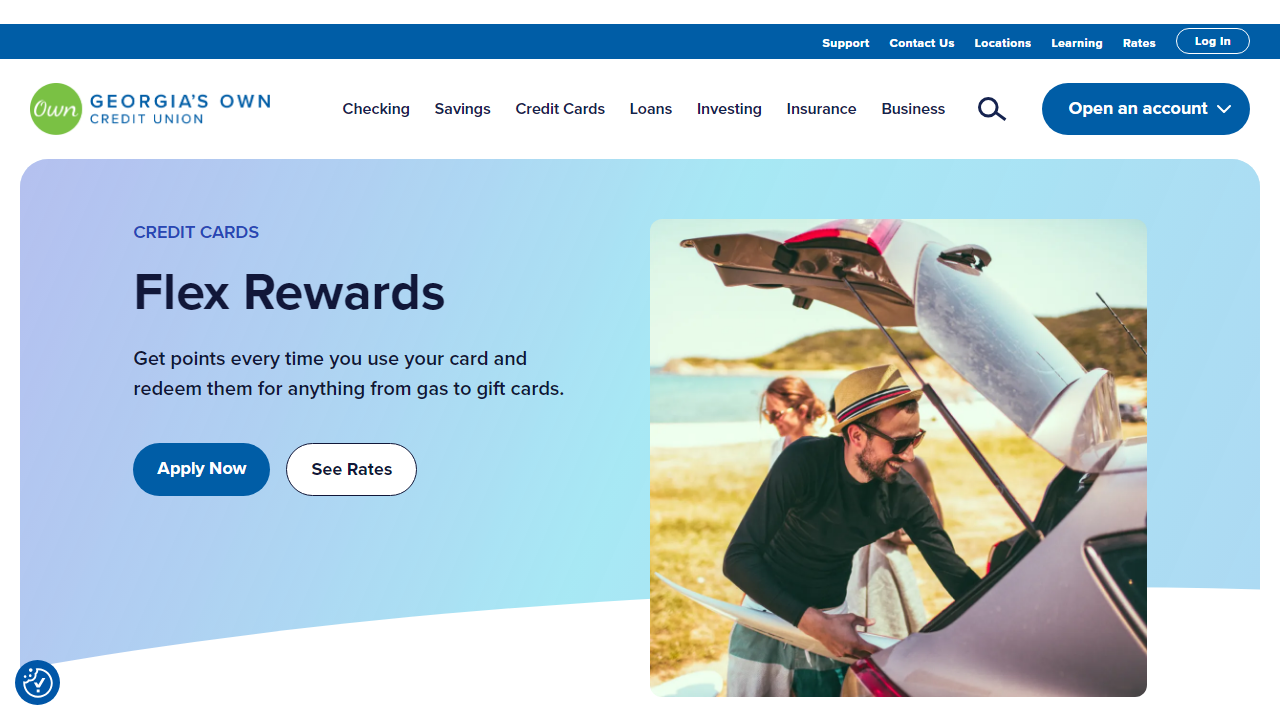 Support Contact Us Locations Learning Rates Log In
Own GEORGIA'S OWN
CREDIT UNION
Checking Savings Credit Cards Loans Investing Insurance Business Open an account
CREDIT CARDS
Flex Rewards
Get points every time you use your card and
redeem them for anything from gas to gift cards.
Apply Now See Rates